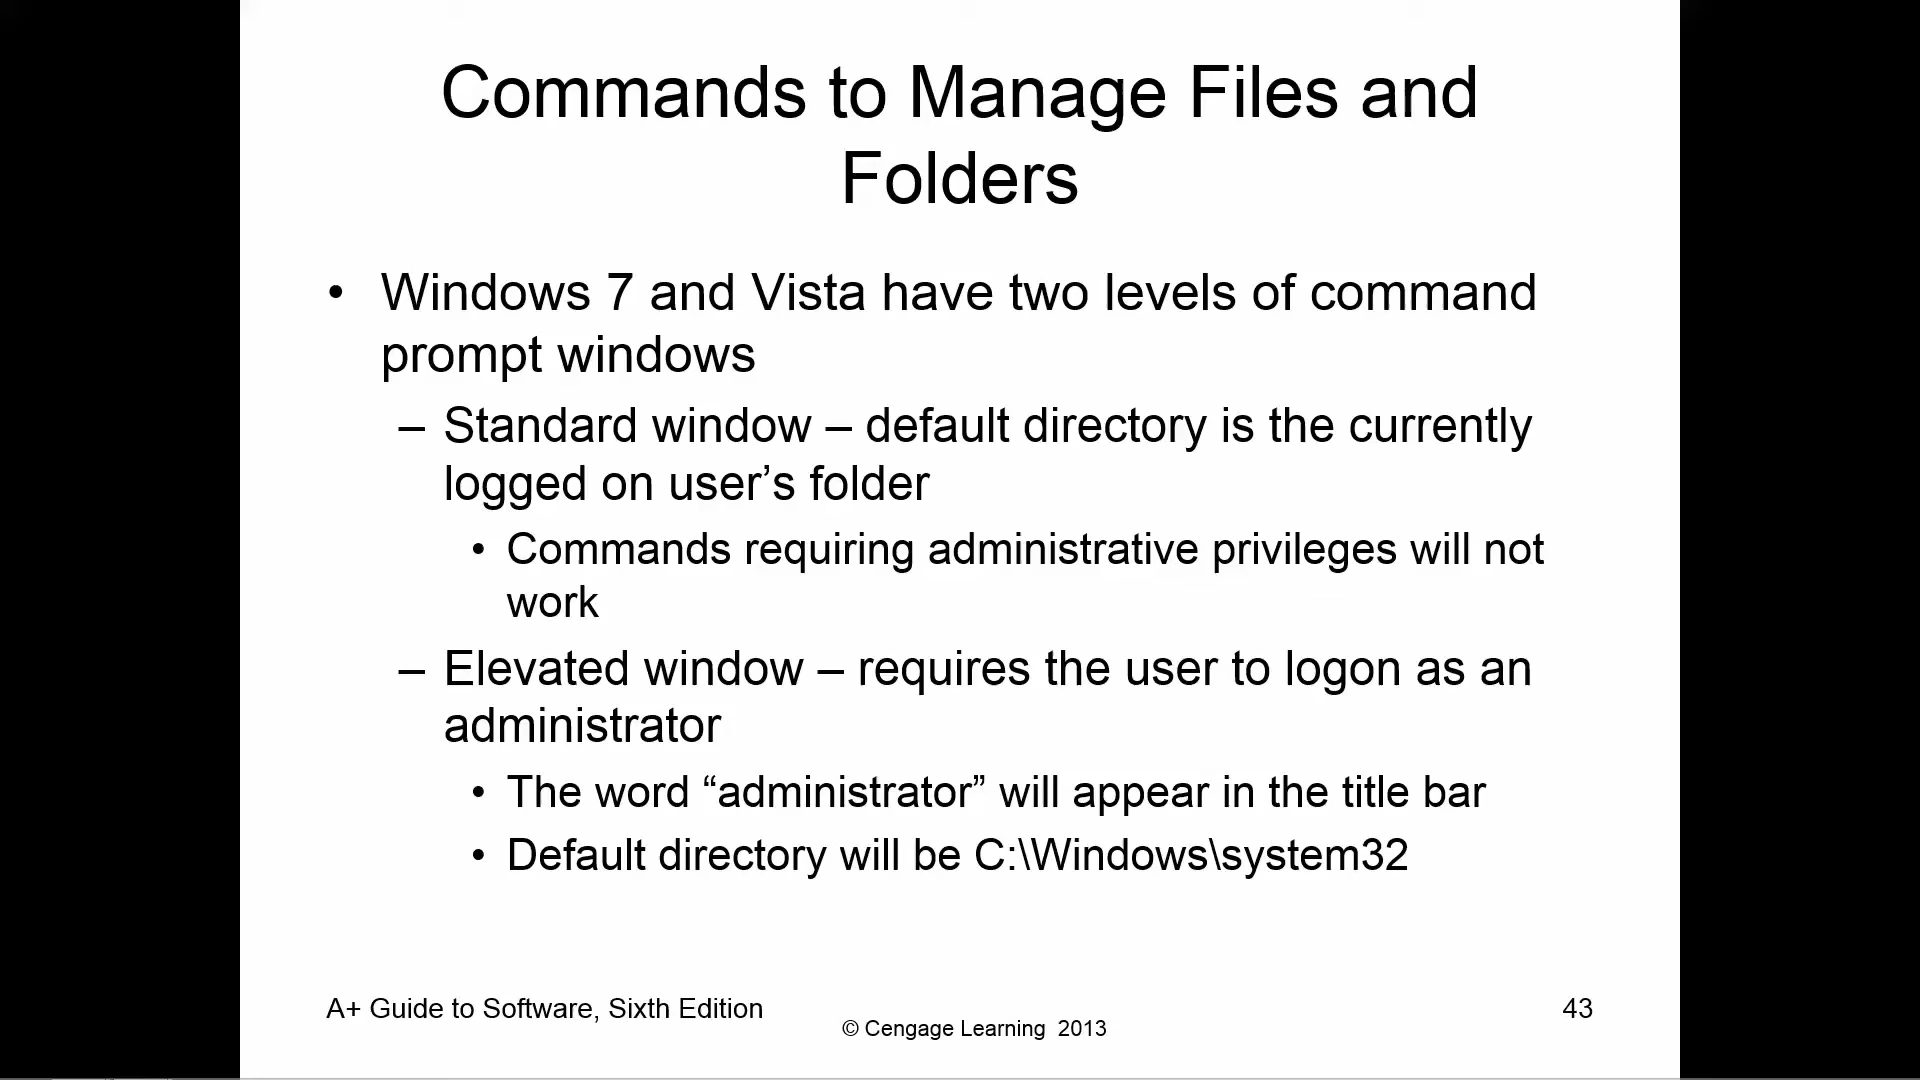 Commands to Manage Files and
Folders
• Windows 7 and Vista have two levels of command
prompt windows
– Standard window – default directory is the currently
logged on user’s folder
• Commands requiring administrative privileges will not
work
– Elevated window – requires the user to logon as an
administrator
• The word “administrator” will appear in the title bar
• Default directory will be C:\Windows\system32
A+ Guide to Software, Sixth Edition
© Cengage Learning 2013
43